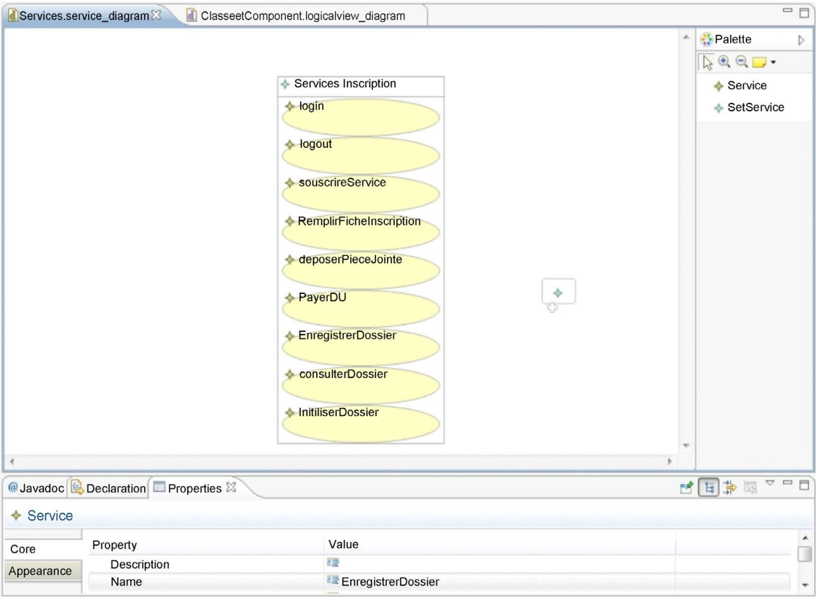 Services.service_diagram
ClasseetComponent.logicalview_diagram
Palette
Service
SetService
Services Inscription
login
logout
souscrireService
RemplirFicheInscription
deposerPieceJointe
PayerDU
EnregistrerDossier
consulterDossier
InitiliserDossier
@ Javadoc
Declaration
Properties
Service
Core
Appearance
Property Value
Description
Name EnregistrerDossier